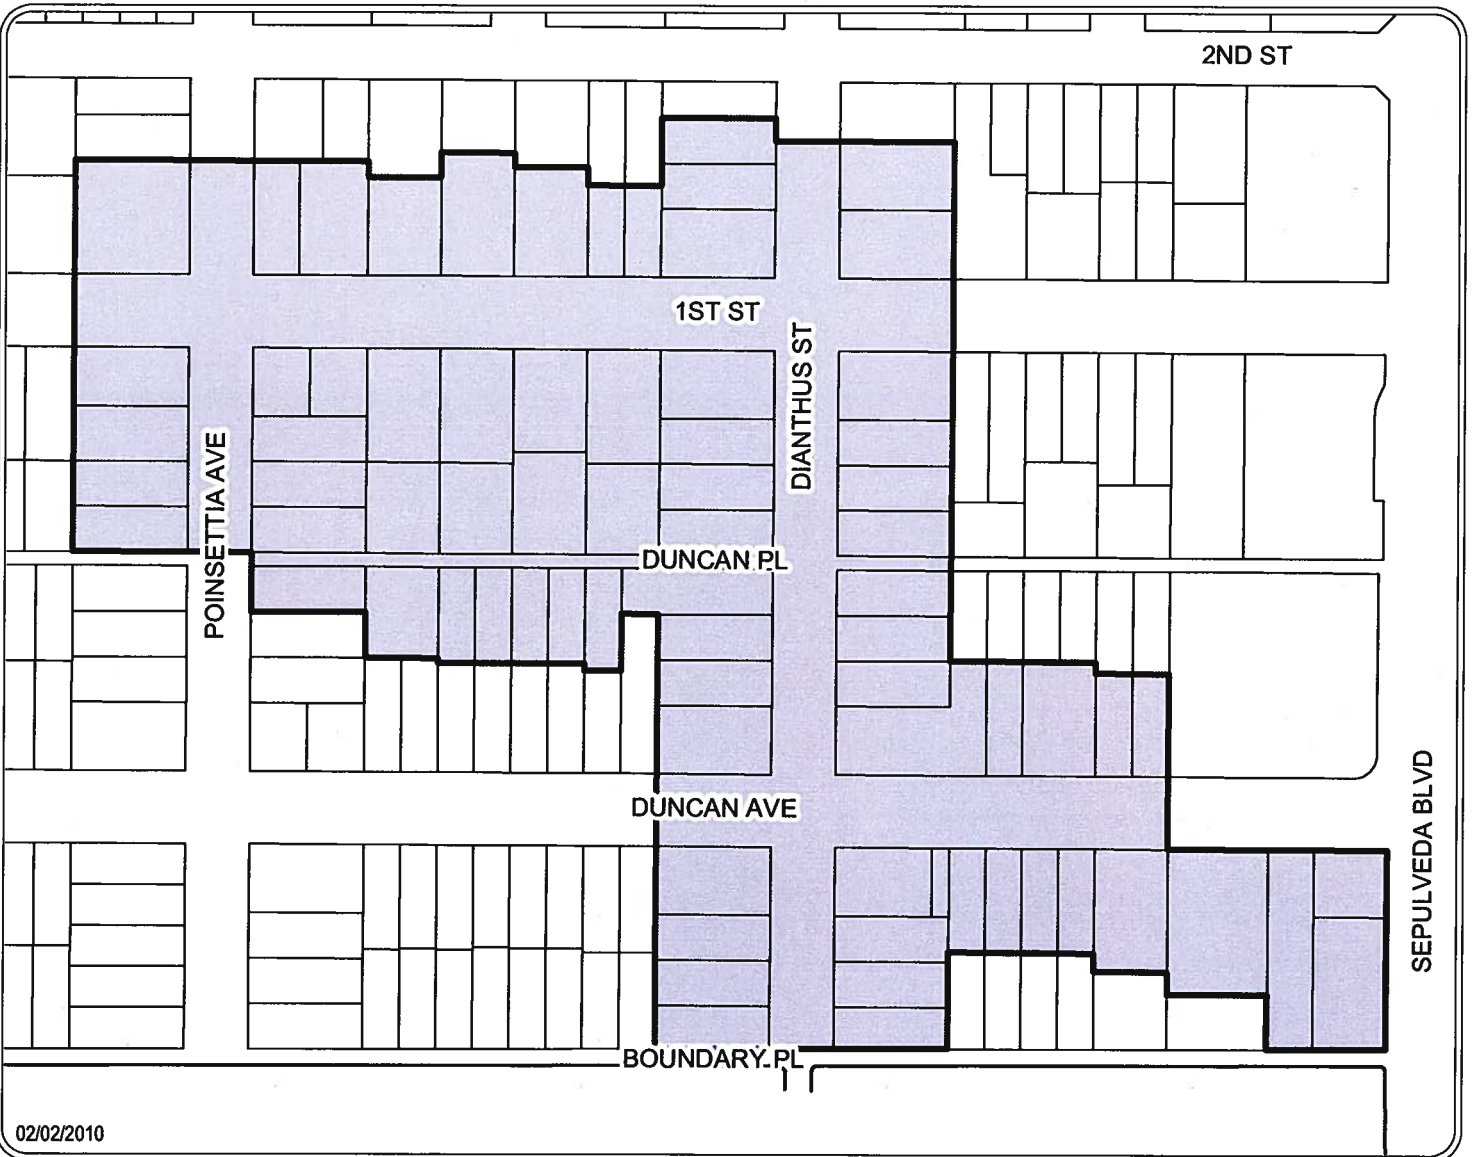 2ND ST
1ST ST
DIANTHUS ST
POINSETTIA AVE
DUNCAN PL
DUNCAN AVE
SEPULVEDA BLVD
BOUNDARY PL
02/02/2010